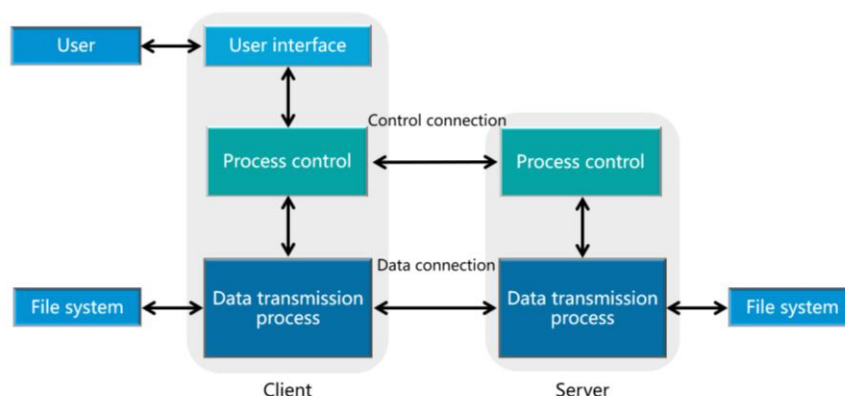 User
User interface
Control connection
Process control
Process control
Data connection
File system
Data transmission
process
Data transmission
process
File system
Client
Server